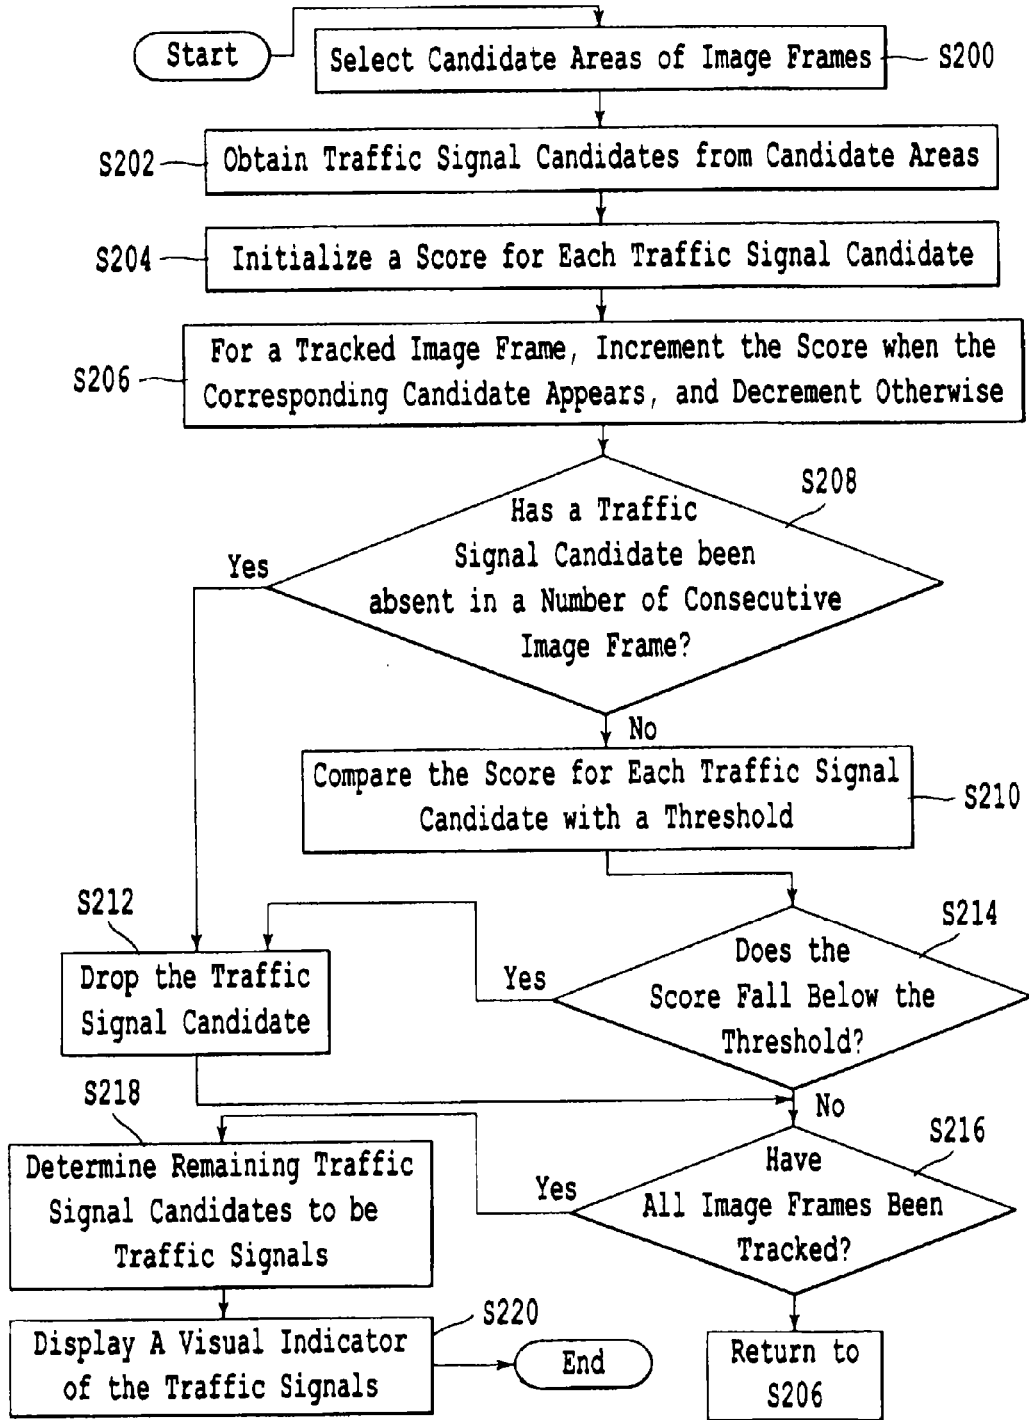 Start
Select Candidate Areas of Image Frames
S200
S202
Obtain Traffic Signal Candidates from Candidate Areas
S204
Initialize a Score for Each Traffic Signal Candidate
S206
For a Tracked Image Frame, Increment the Score when the
Corresponding Candidate Appears, and Decrement Otherwise
S208
Has a Traffic
Signal Candidate been
absent in a Number of Consecutive
Image Frame?
Yes
No
Compare the Score for Each Traffic Signal
Candidate with a Threshold
S210
S212
Drop the Traffic
Signal Candidate
S214
Does the
Score Fall Below the
Threshold?
Yes
No
S218
Determine Remaining Traffic
Signal Candidates to be
Traffic Signals
S216
Have
All Image Frames Been
Tracked?
Yes
S220
Display A Visual Indicator
of the Traffic Signals
End
Return to
S206